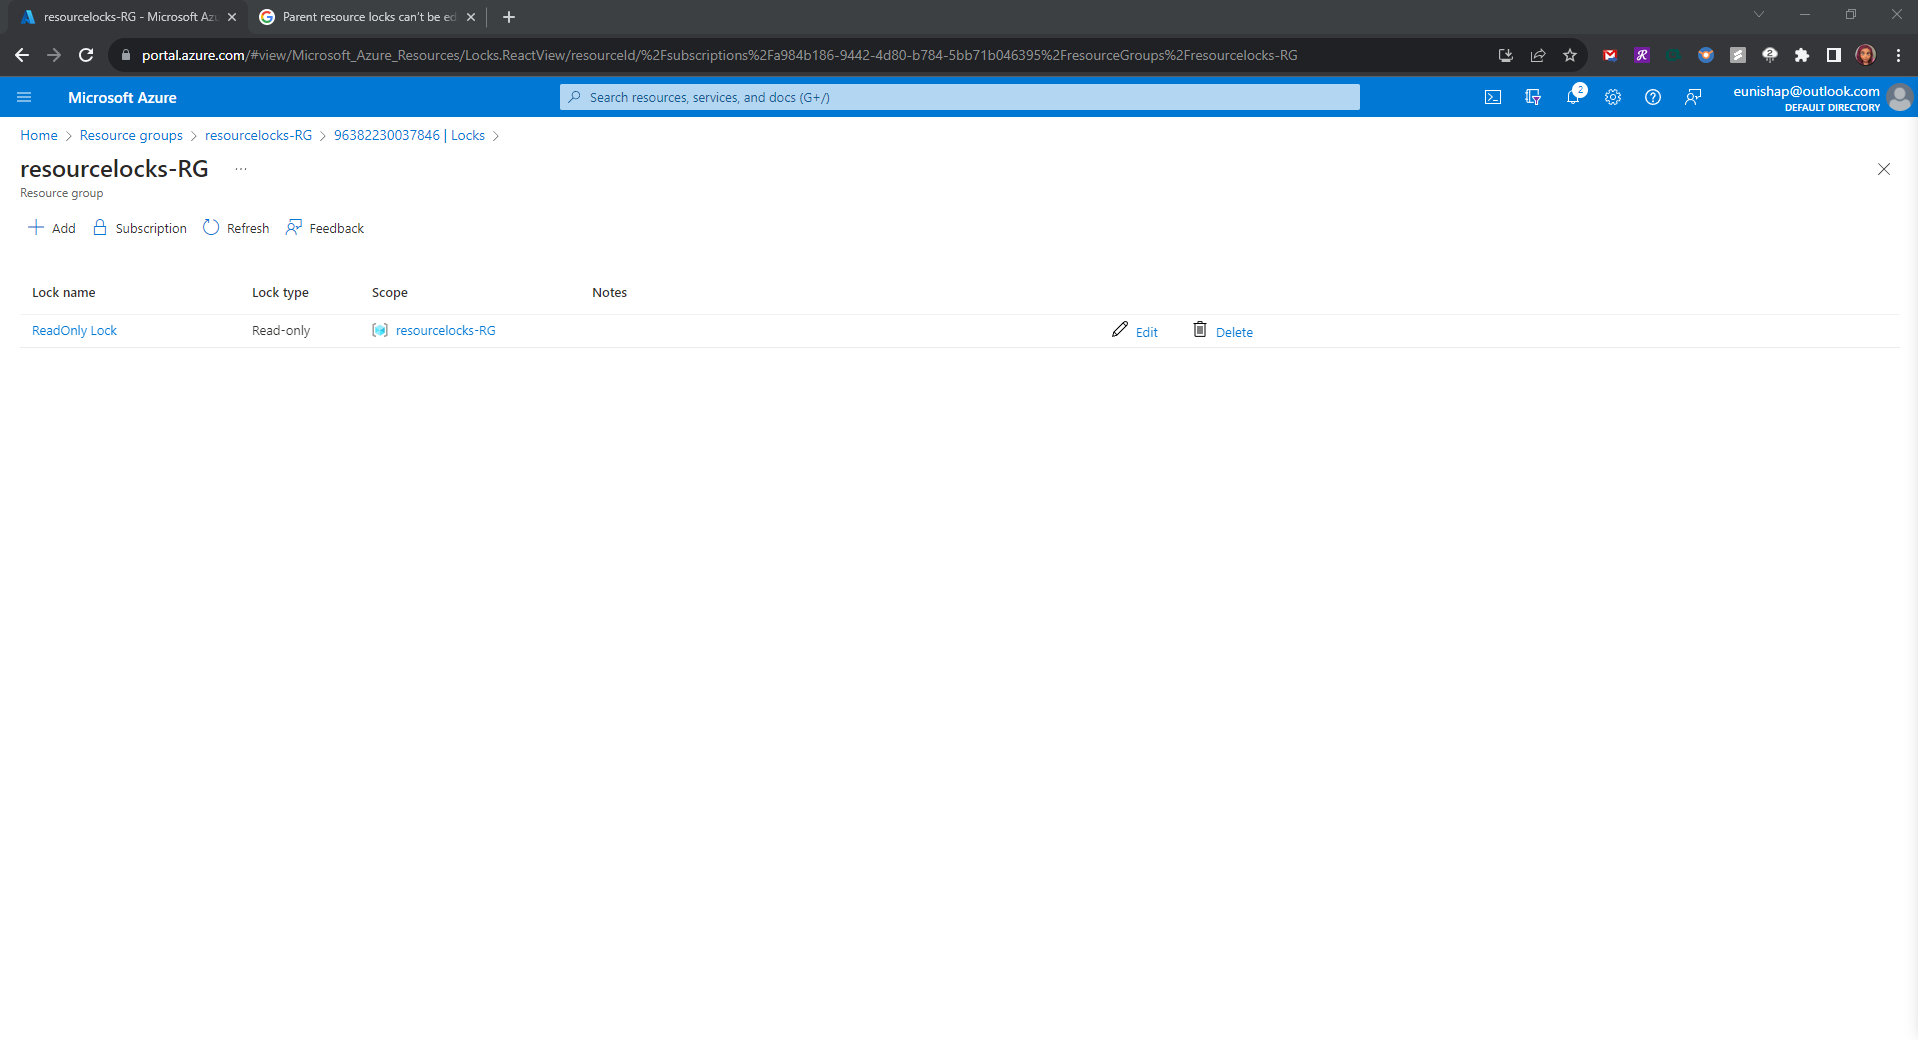 resourcelocks-RG - Microsoft Azu
Parent resource locks can't be ed
portal.azure.com/#view/Microsoft_Azure_Resources/Locks.ReactView/resourceId/%2Fsubscriptions%2Fa984b186-9442-4d80-b784-5bb71b046395%2FresourceGroups%2Fresourcelocks-RG
Microsoft Azure
Search resources, services, and docs (G+/)
2
eunishap@outlook.com
DEFAULT DIRECTORY
Home > Resource groups > resourcelocks-RG > 96382230037846 | Locks >
resourcelocks-RG ...
Resource group
Add Subscription Refresh Feedback
Lock name Lock type Scope Notes
ReadOnly Lock Read-only resourcelocks-RG Edit Delete